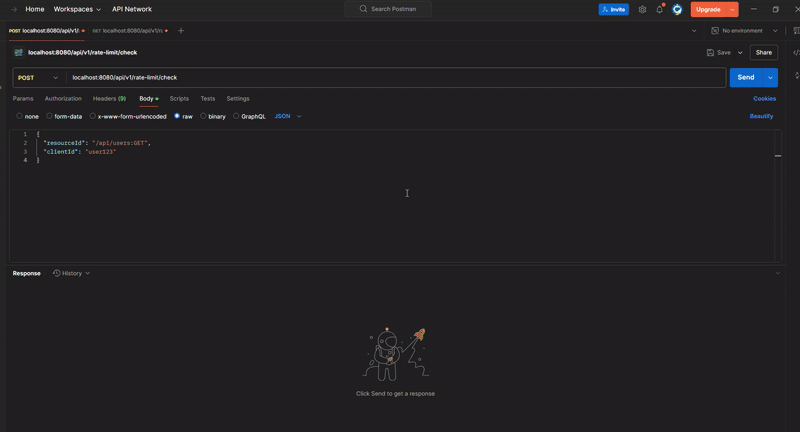 Home Workspaces API Network Search Postman Invite Upgrade
POST localhost:8080/api/v1/ GET localhost:8080/api/v1/r + No environment
localhost:8080/api/v1/rate-limit/check Save Share
POST localhost:8080/api/v1/rate-limit/check Send
Params Authorization Headers (9) Body Scripts Tests Settings Cookies
none form-data x-www-form-urlencoded raw binary GraphQL JSON Beautify
1 {
2 "resourceId": "/api/users:GET",
3 "clientId": "user123"
4 }
Response History
Click Send to get a response